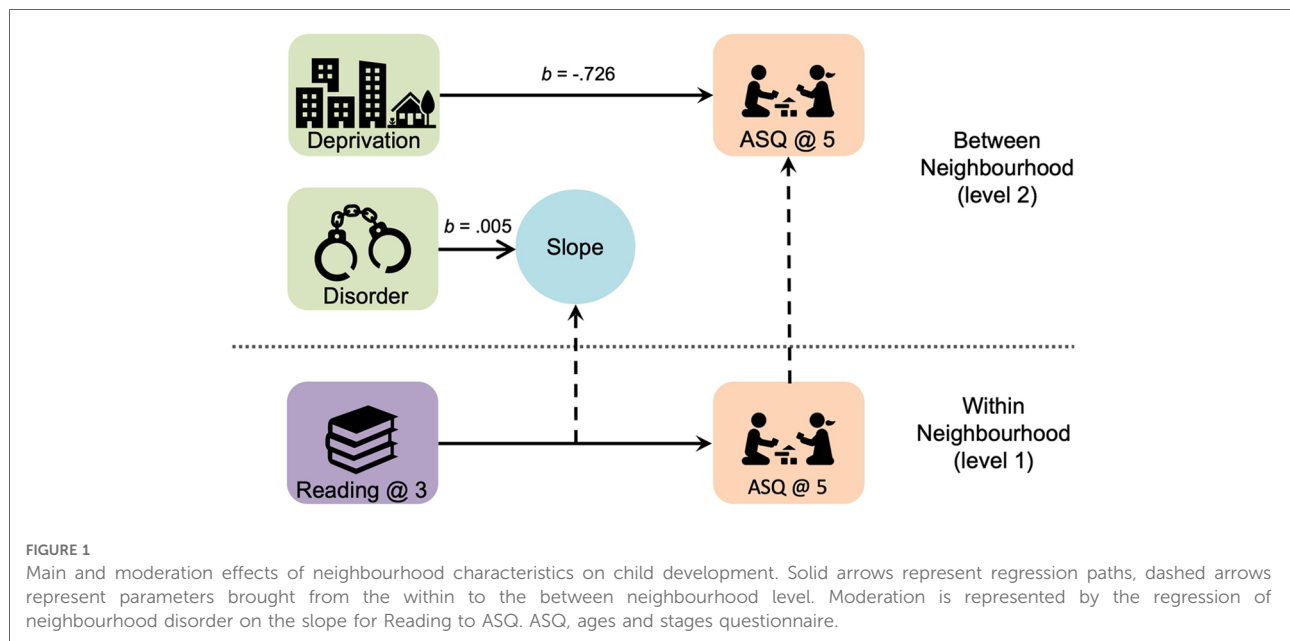 b = -.726
Deprivation
ASQ @ 5
Between
Neighbourhood
(level 2)
b = .005
Slope
Disorder
Reading @ 3
ASQ @ 5
Within
Neighbourhood
(level 1)
FIGURE 1
Main and moderation effects of neighbourhood characteristics on child development. Solid arrows represent regression paths, dashed arrows
represent parameters brought from the within to the between neighbourhood level. Moderation is represented by the regression of
neighbourhood disorder on the slope for Reading to ASQ. ASQ, ages and stages questionnaire.